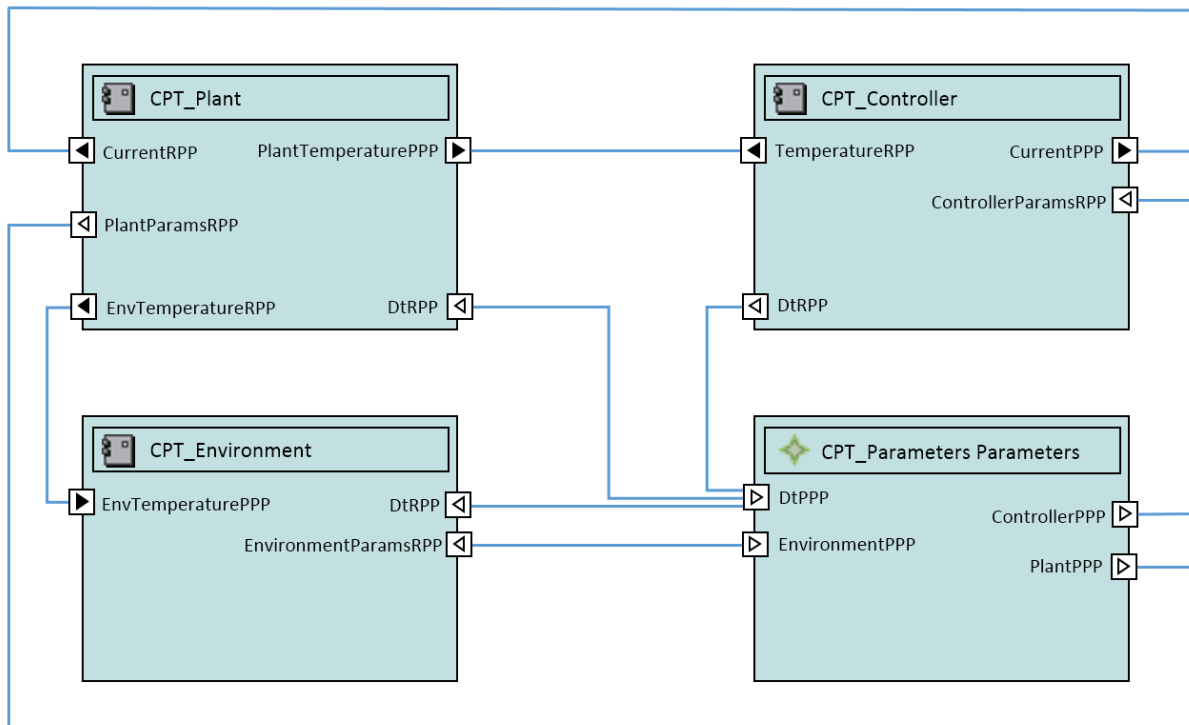 CPT_Plant
CurrentRPP
PlantTemperaturePPP
PlantParamsRPP
EnvTemperatureRPP
DtRPP
CPT_Controller
TemperatureRPP
CurrentPPP
ControllerParamsRPP
DtRPP
CPT_Environment
EnvTemperaturePPP
DtRPP
EnvironmentParamsRPP
CPT_Parameters Parameters
DtPPP
ControllerPPP
EnvironmentPPP
PlantPPP